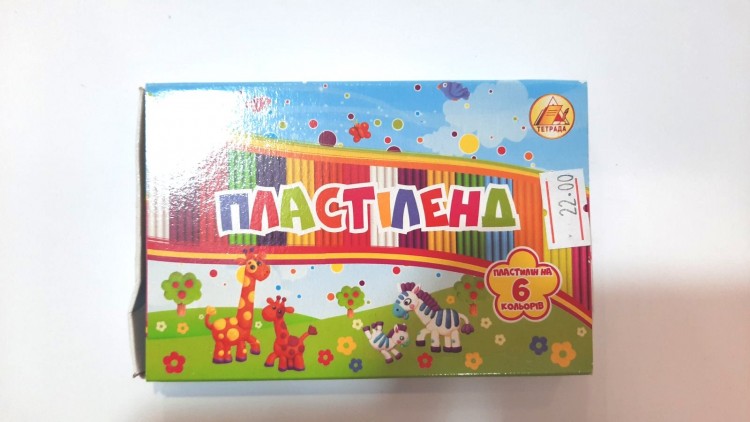 ТЕТРАДА
ПЛАСТІЛЕНД
22-00
ПЛАСТИЛІН НА
6
КОЛЬОРІВ